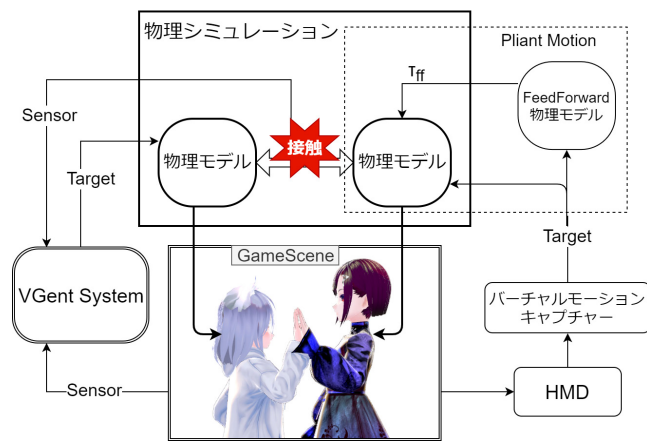 物理シミュレーション
Pliant Motion
τff
FeedForward
物理モデル
Sensor
接触
物理モデル
物理モデル
Target
Target
GameScene
VGent System
バーチャルモーション
キャプチャー
Sensor
HMD